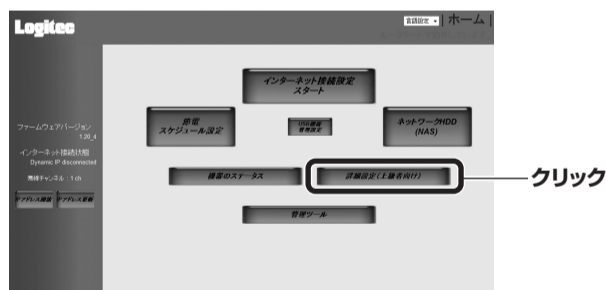 Logitec
言語設定
ホーム
インターネット接続設定
スタート
節電
スケジュール設定
USB機器
管理設定
ネットワークHDD
(NAS)
ファームウェアバージョン
1.20_4
インターネット接続状態
Dynamic IP disconnected
無線チャンネル : 1 ch
IPアドレス開放
IPアドレス更新
機器のステータス
詳細設定(上級者向け)
クリック
管理ツール